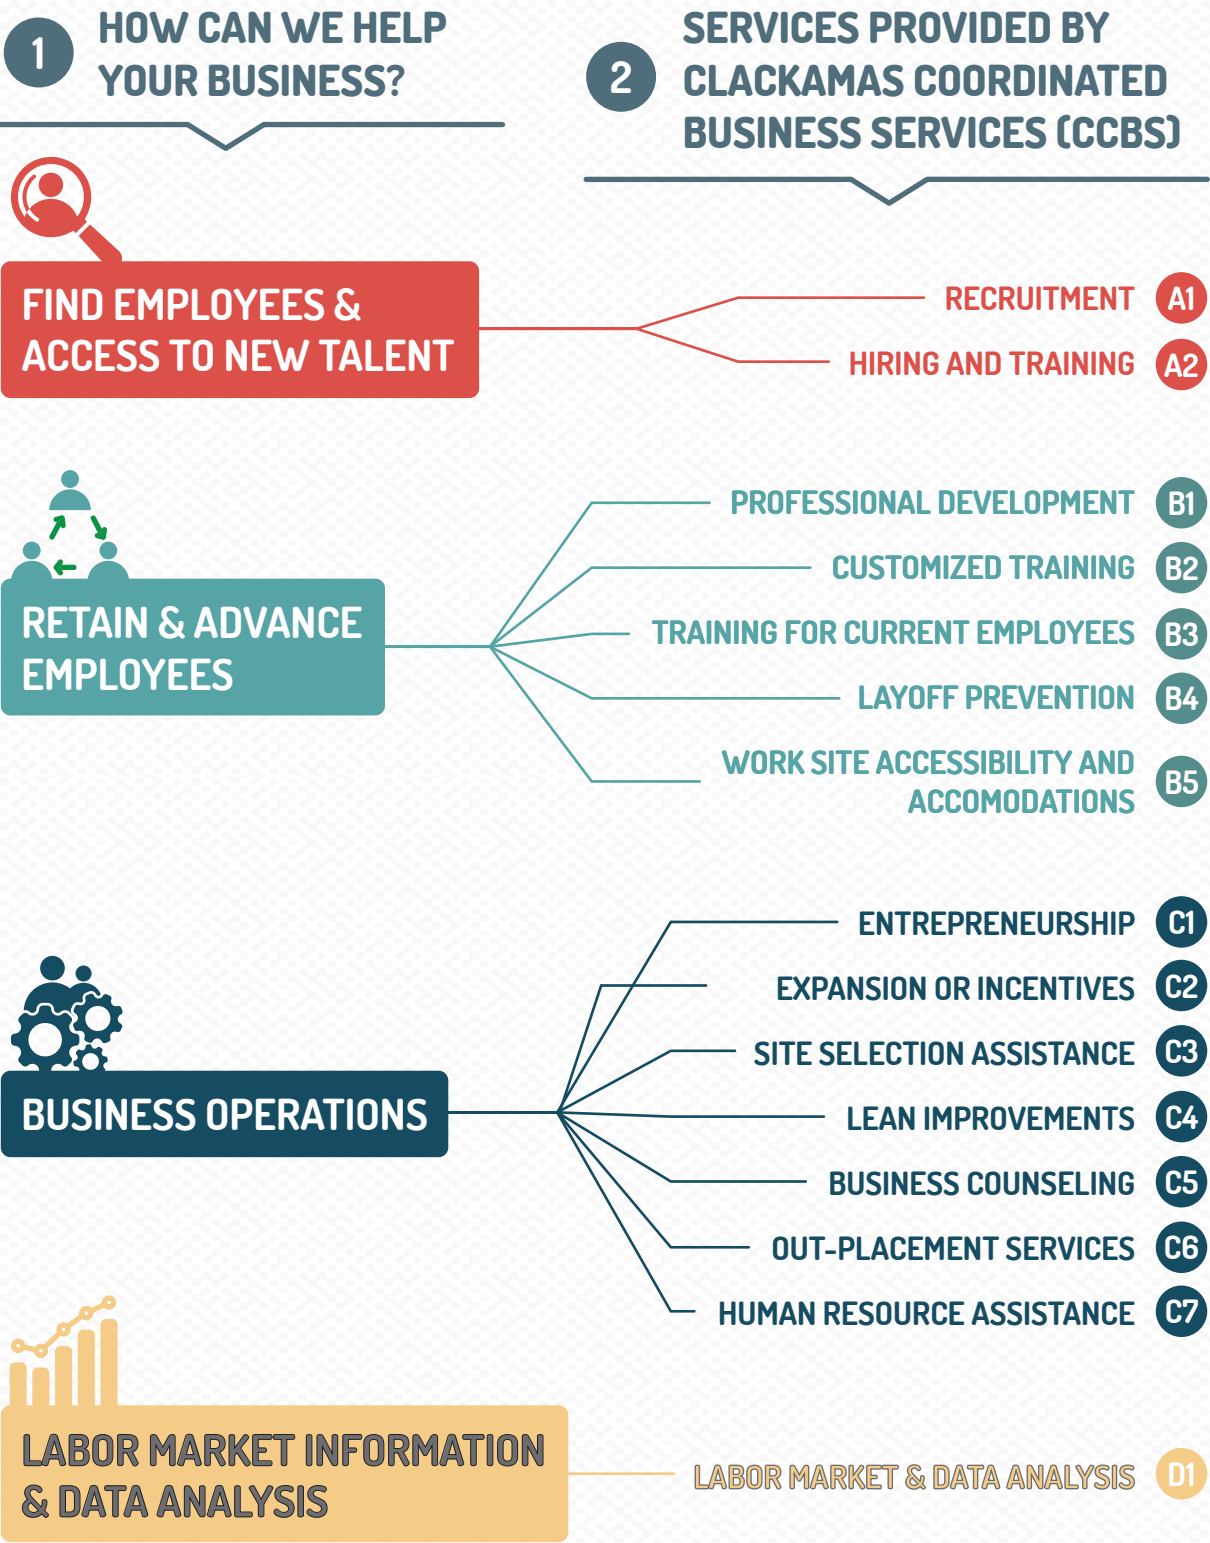 1
HOW CAN WE HELP
YOUR BUSINESS?
2
SERVICES PROVIDED BY
CLACKAMAS COORDINATED
BUSINESS SERVICES (CCBS)
FIND EMPLOYEES &
ACCESS TO NEW TALENT
RECRUITMENT A1
HIRING AND TRAINING A2
RETAIN & ADVANCE
EMPLOYEES
PROFESSIONAL DEVELOPMENT B1
CUSTOMIZED TRAINING B2
TRAINING FOR CURRENT EMPLOYEES B3
LAYOFF PREVENTION B4
WORK SITE ACCESSIBILITY AND
ACCOMODATIONS B5
BUSINESS OPERATIONS
ENTREPRENEURSHIP C1
EXPANSION OR INCENTIVES C2
SITE SELECTION ASSISTANCE C3
LEAN IMPROVEMENTS C4
BUSINESS COUNSELING C5
OUT-PLACEMENT SERVICES C6
HUMAN RESOURCE ASSISTANCE C7
LABOR MARKET INFORMATION
& DATA ANALYSIS
LABOR MARKET & DATA ANALYSIS D1